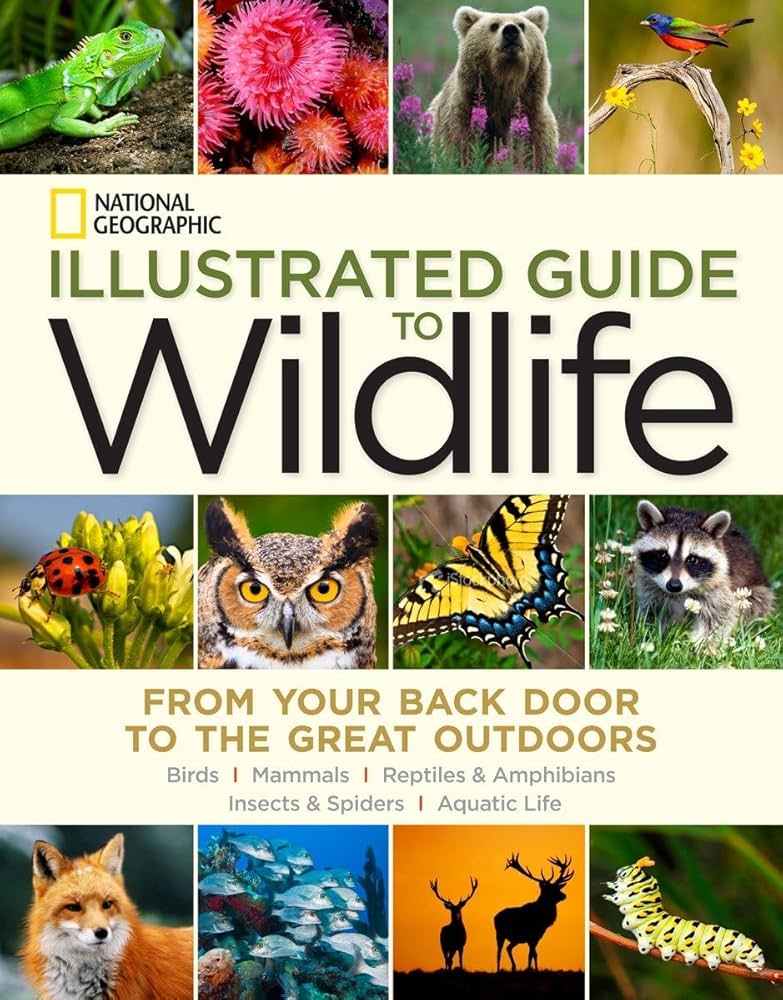 NATIONAL
GEOGRAPHIC
ILLUSTRATED GUIDE
TO
Wildlife
iStockphoto
FROM YOUR BACK DOOR
TO THE GREAT OUTDOORS
Birds | Mammals | Reptiles & Amphibians
Insects & Spiders | Aquatic Life